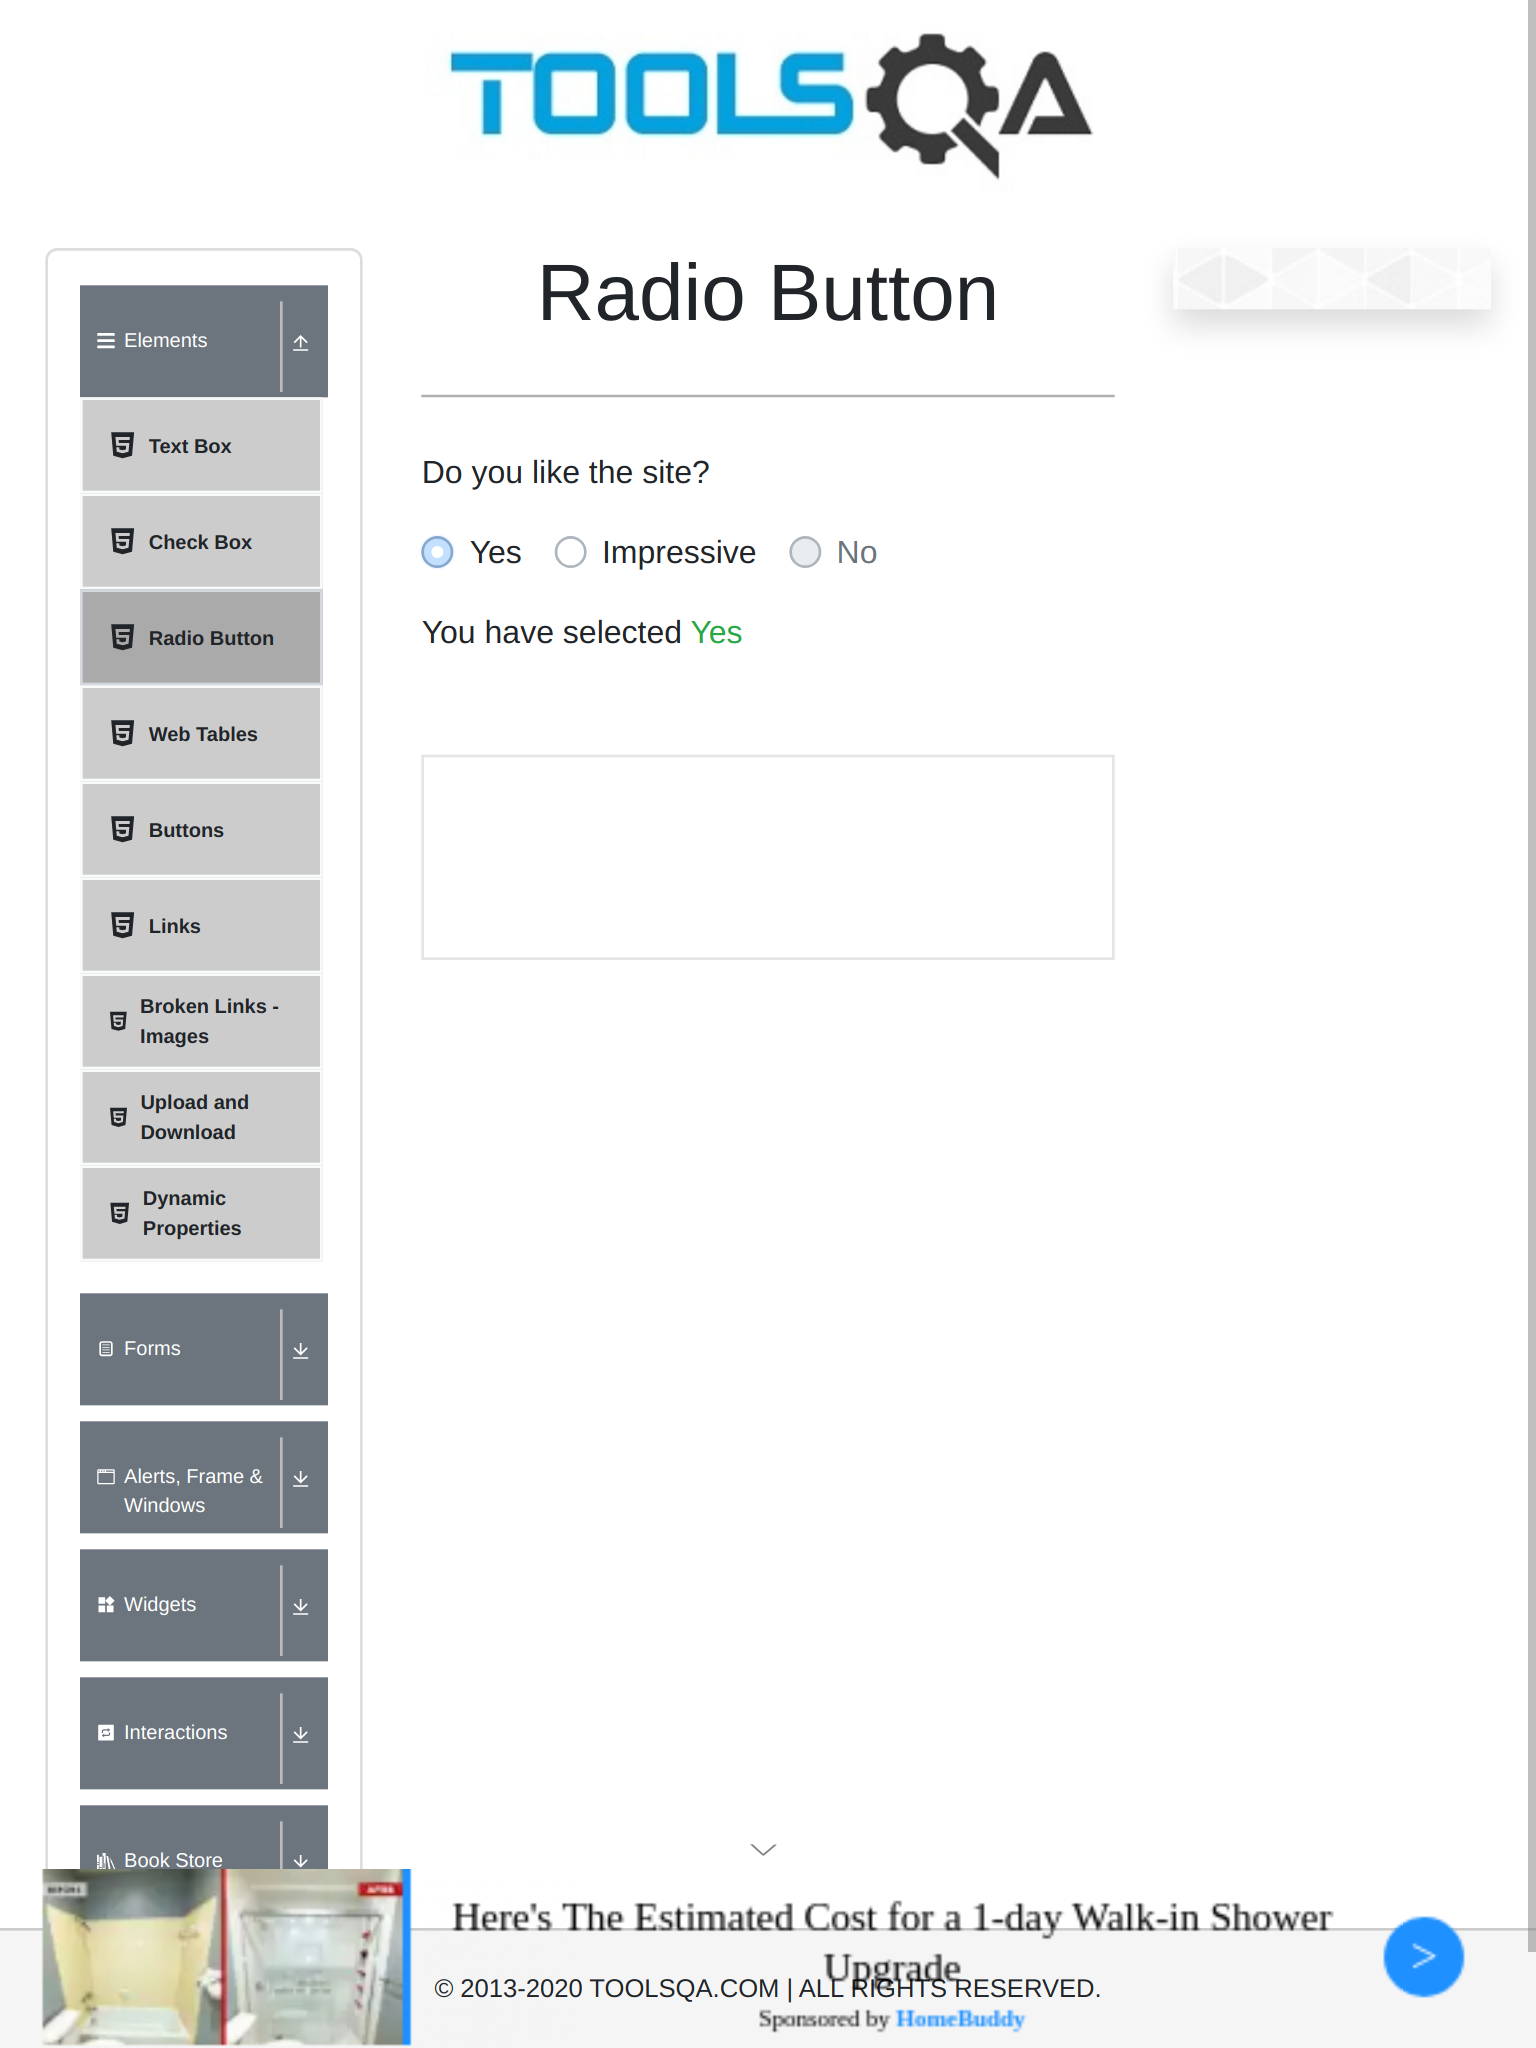 TOOLSQA
Radio Button
Elements
Text Box
Check Box
Radio Button
Web Tables
Buttons
Links
Broken Links -
Images
Upload and
Download
Dynamic
Properties
Forms
Alerts, Frame &
Windows
Widgets
Interactions
Book Store
Do you like the site?
Yes Impressive No
You have selected Yes
BEFORE AFTER
Here's The Estimated Cost for a 1-day Walk-in Shower
Upgrade
© 2013-2020 TOOLSQA.COM | ALL RIGHTS RESERVED.
Sponsored by HomeBuddy